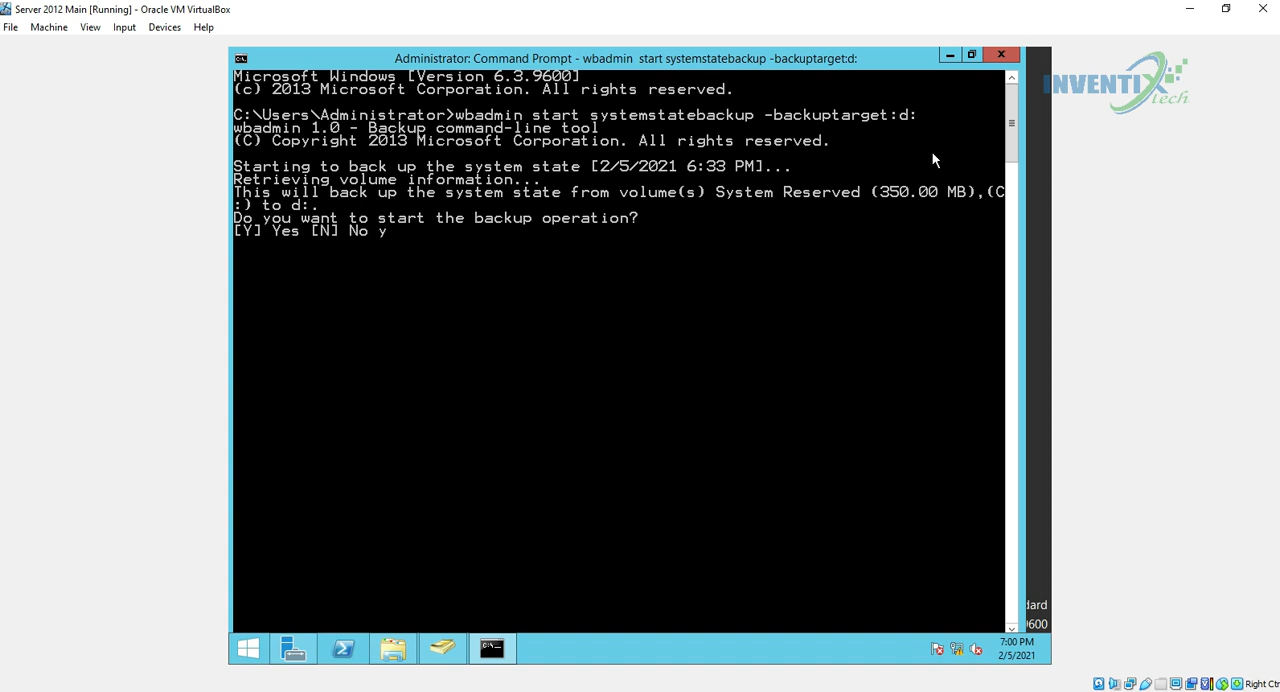 Server 2012 Main [Running] - Oracle VM VirtualBox
File Machine View Input Devices Help
Administrator: Command Prompt - wbadmin start systemstatebackup -backuptarget:d:
Microsoft Windows [Version 6.3.9600]
(c) 2013 Microsoft Corporation. All rights reserved.
C:\Users\Administrator>wbadmin start systemstatebackup -backuptarget:d:
wbadmin 1.0 - Backup command-line tool
(C) Copyright 2013 Microsoft Corporation. All rights reserved.
Starting to back up the system state [2/5/2021 6:33 PM]...
Retrieving volume information...
This will back up the system state from volume(s) System Reserved (350.00 MB),(C
:) to d:.
Do you want to start the backup operation?
[Y] Yes [N] No y
INVENTIX
tech
dard
9600
7:00 PM
2/5/2021
Right Ctr